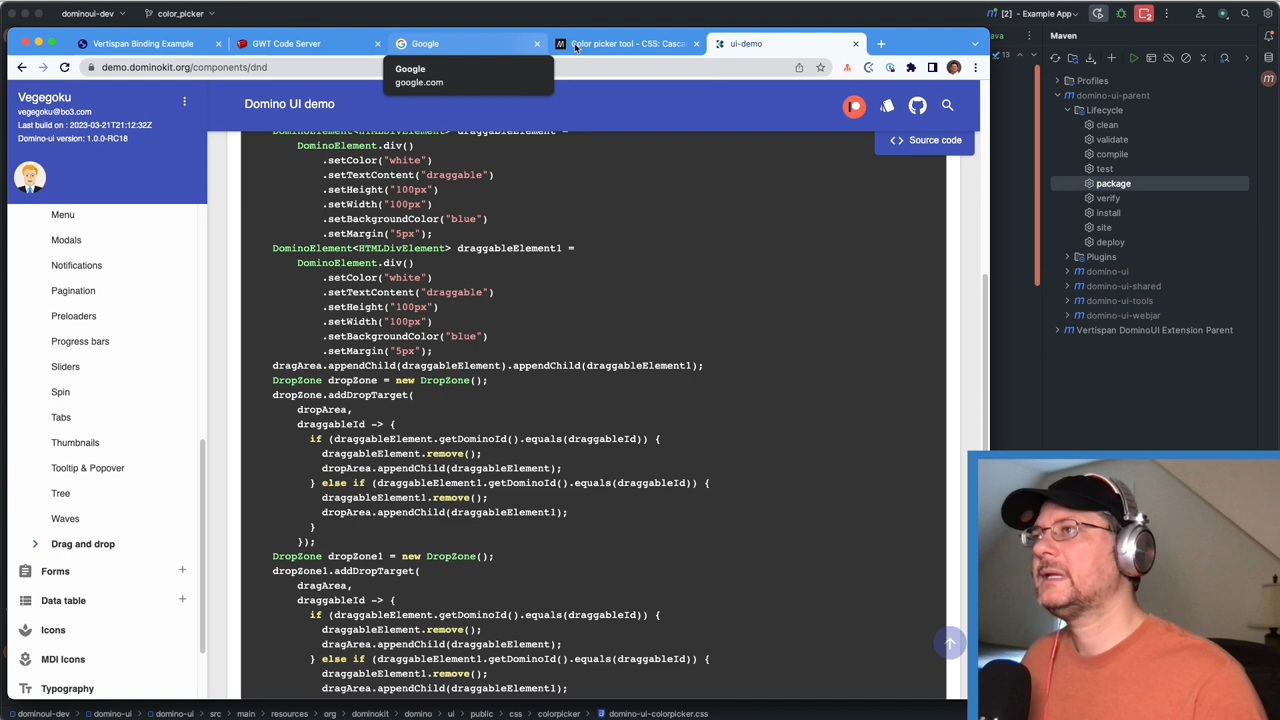 dominoui-dev
color_picker
[2] - Example App
Vertispan Binding Example
GWT Code Server
Google
Color picker tool - CSS: Casca
ui-demo
Maven
13
demo.dominokit.org/components/dnd
Google
google.com
Vegegoku
vegegoku@bo3.com
Last build on : 2023-03-21T21:12:32Z
Domino-ui version: 1.0.0-RC18
Domino UI demo
Source code
Menu
Modals
Notifications
Pagination
Preloaders
Progress bars
Sliders
Spin
Tabs
Thumbnails
Tooltip & Popover
Tree
Waves
Drag and drop
Forms
Data table
Icons
MDI Icons
Typography
DominoElement<HTMLDivElement> draggableElement =
DominoElement.div()
.setColor("white")
.setTextContent("draggable")
.setHeight("100px")
.setWidth("100px")
.setBackgroundColor("blue")
.setMargin("5px");
DominoElement<HTMLDivElement> draggableElement1 =
DominoElement.div()
.setColor("white")
.setTextContent("draggable")
.setHeight("100px")
.setWidth("100px")
.setBackgroundColor("blue")
.setMargin("5px");
dragArea.appendChild(draggableElement).appendChild(draggableElement1);
DropZone dropZone = new DropZone();
dropZone.addDropTarget(
dropArea,
draggableId -> {
if (draggableElement.getDominoId().equals(draggableId)) {
draggableElement.remove();
dropArea.appendChild(draggableElement);
} else if (draggableElement1.getDominoId().equals(draggableId)) {
draggableElement1.remove();
dropArea.appendChild(draggableElement1);
}
});
DropZone dropZone1 = new DropZone();
dropZone1.addDropTarget(
dragArea,
draggableId -> {
if (draggableElement.getDominoId().equals(draggableId)) {
draggableElement.remove();
dragArea.appendChild(draggableElement);
} else if (draggableElement1.getDominoId().equals(draggableId)) {
draggableElement1.remove();
dragArea.appendChild(draggableElement1);
Profiles
domino-ui-parent
Lifecycle
clean
validate
compile
test
package
verify
install
site
deploy
Plugins
domino-ui
domino-ui-shared
domino-ui-tools
domino-ui-webjar
Vertispan DominoUI Extension Parent
dominoui-dev
domino-ui
domino-ui
src
main
resources
org
dominokit
domino
ui
public
css
colorpicker
domino-ui-colorpicker.css